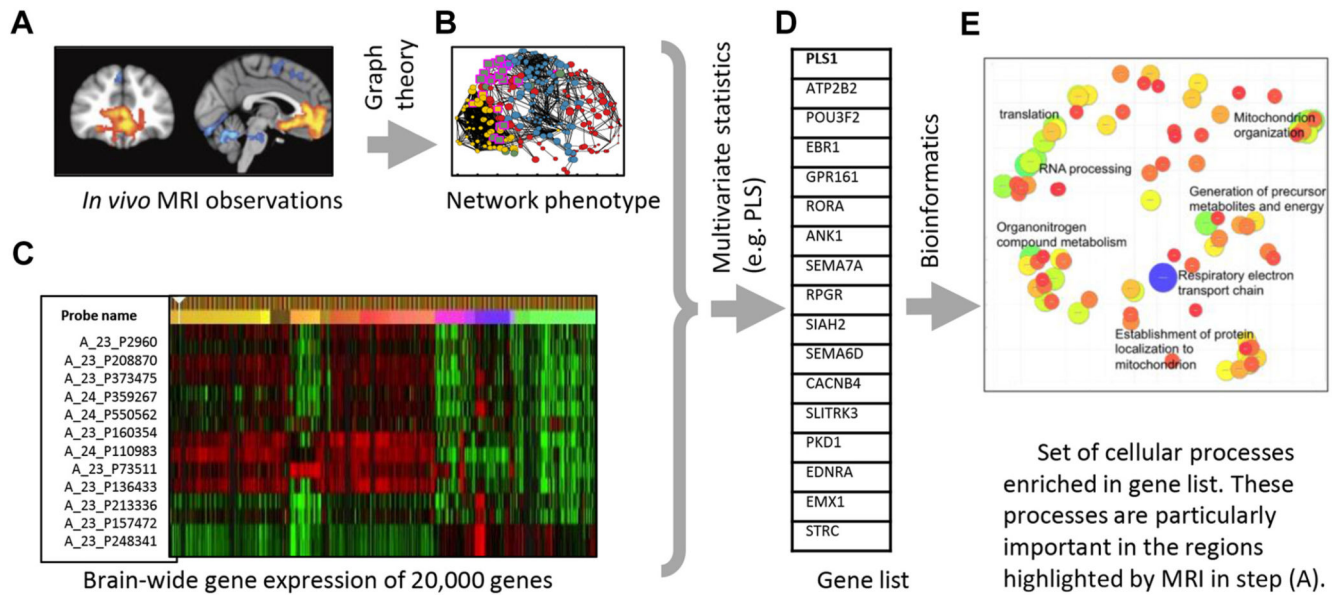 A
In vivo MRI observations
Graph
theory
B
Network phenotype
C
Probe name
A_23_P2960
A_23_P208870
A_23_P373475
A_24_P359267
A_24_P550562
A_23_P160354
A_24_P110983
A_23_P73511
A_23_P136433
A_23_P213336
A_23_P157472
A_23_P248341
Brain-wide gene expression of 20,000 genes
Multivariate statistics
(e.g. PLS)
D
PLS1
ATP2B2
POU3F2
EBR1
GPR161
RORA
ANK1
SEMA7A
RPGR
SIAH2
SEMA6D
CACNB4
SLITRK3
PKD1
EDNRA
EMX1
STRC
Gene list
Bioinformatics
E
translation
Mitochondrion
organization
RNA processing
Generation of precursor
metabolites and energy
Organonitrogen
compound metabolism
Respiratory electron
transport chain
Establishment of protein
localization to
mitochondrion
Set of cellular processes
enriched in gene list. These
processes are particularly
important in the regions
highlighted by MRI in step (A).